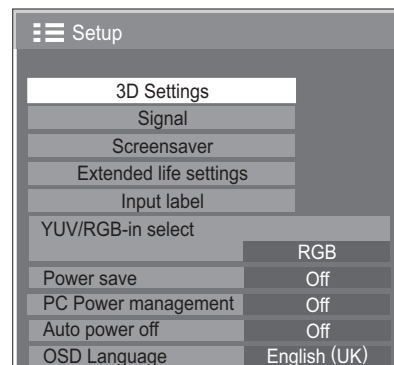 Setup
3D Settings
Signal
Screensaver
Extended life settings
Input label
YUV/RGB-in select
RGB
Power save Off
PC Power management Off
Auto power off Off
OSD Language English (UK)